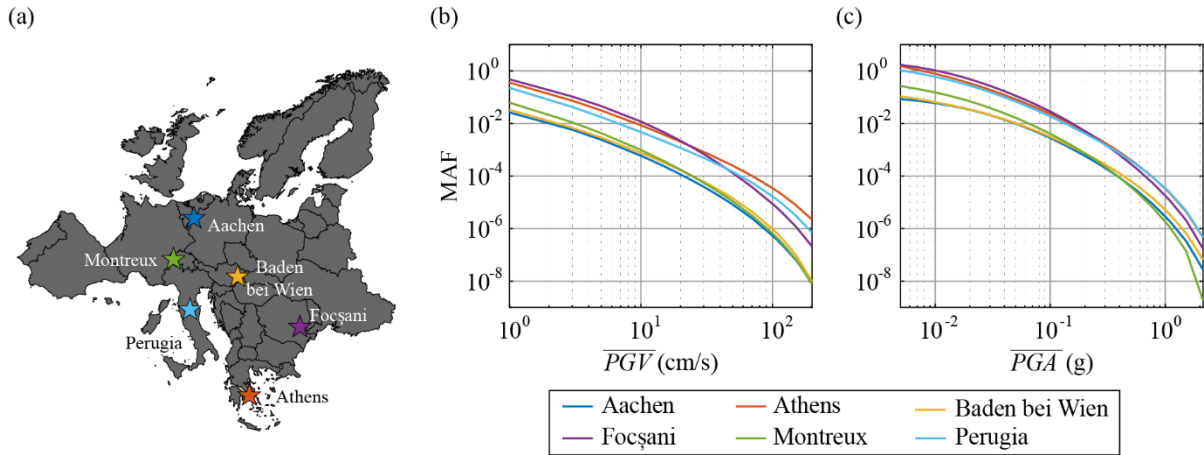 (a)
Aachen
Montreux
Baden
bei Wien
Focșani
Perugia
Athens
(b)
MAF
10^0
10^-2
10^-4
10^-6
10^-8
10^0
10^1
10^2
PGV (cm/s)
(c)
10^0
10^-2
10^-4
10^-6
10^-8
10^-2
10^-1
10^0
PGA (g)
Aachen
Athens
Baden bei Wien
Focșani
Montreux
Perugia